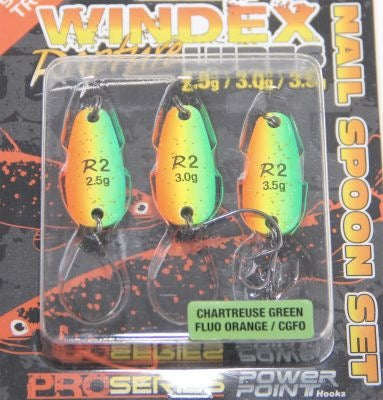 WINDEX
Rapture
2.5g / 3.0g / 3.5g
NAIL SPOON SET
R2
2.5g
R2
3.0g
R2
3.5g
CHARTREUSE GREEN
FLUO ORANGE / CGFO
PRO SERIES
POWER
POINT Hooks